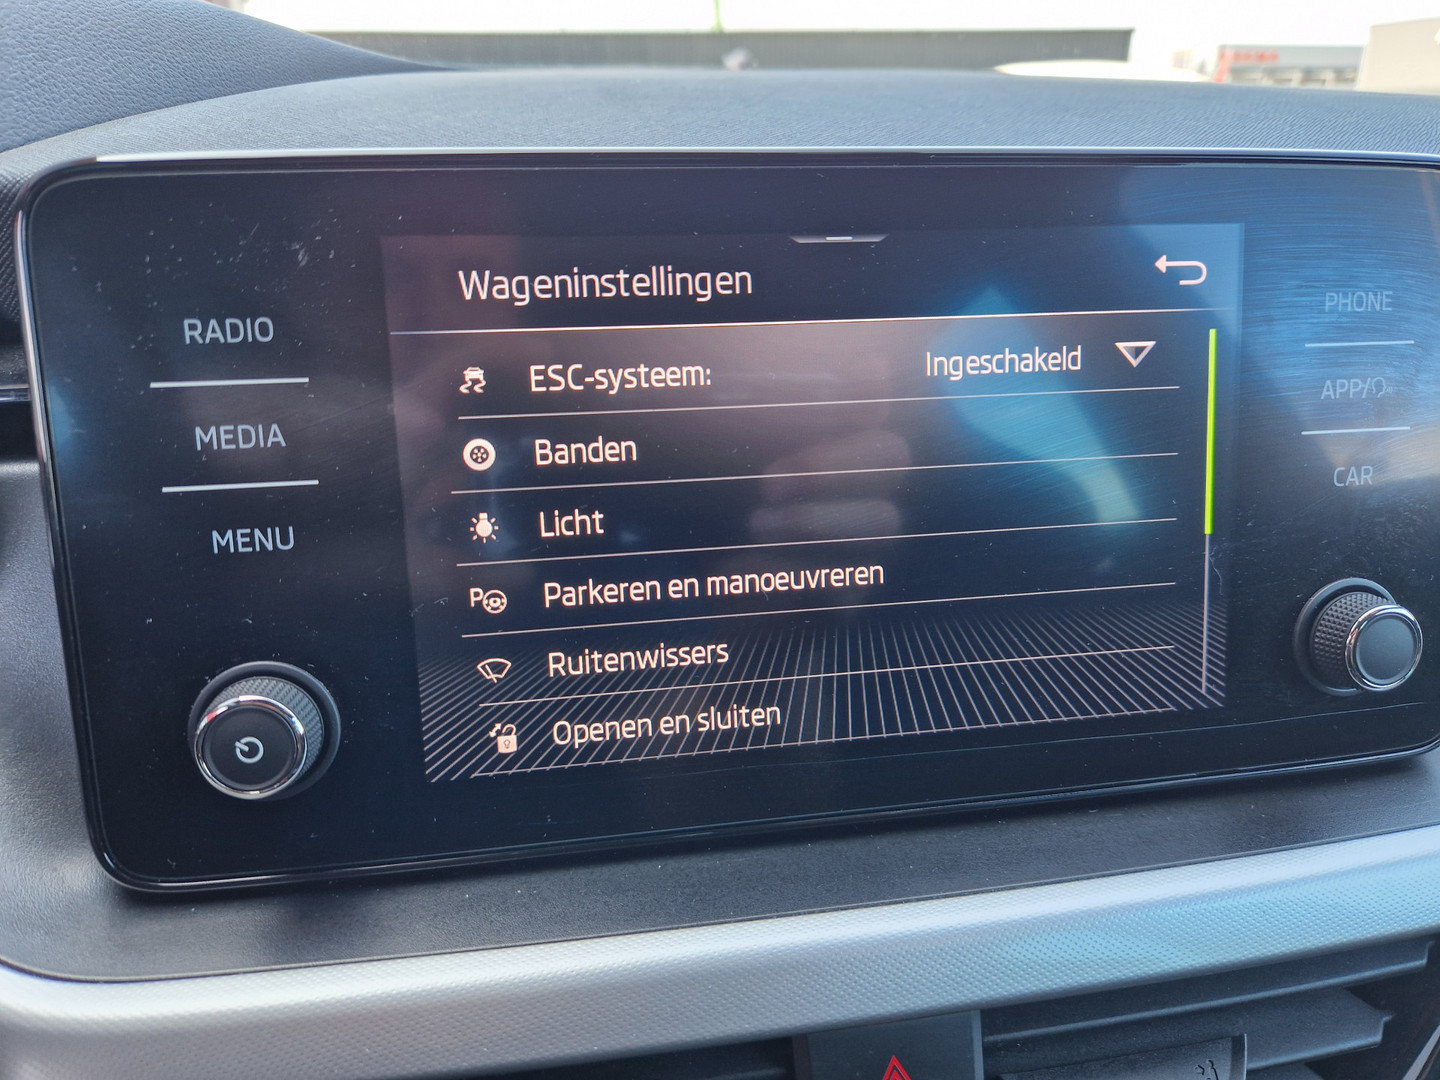 Wageninstellingen
ESC-systeem: Ingeschakeld
Banden
Licht
P Parkeren en manoeuvreren
Ruitenwissers
Openen en sluiten
RADIO
MEDIA
MENU
PHONE
APP/
CAR